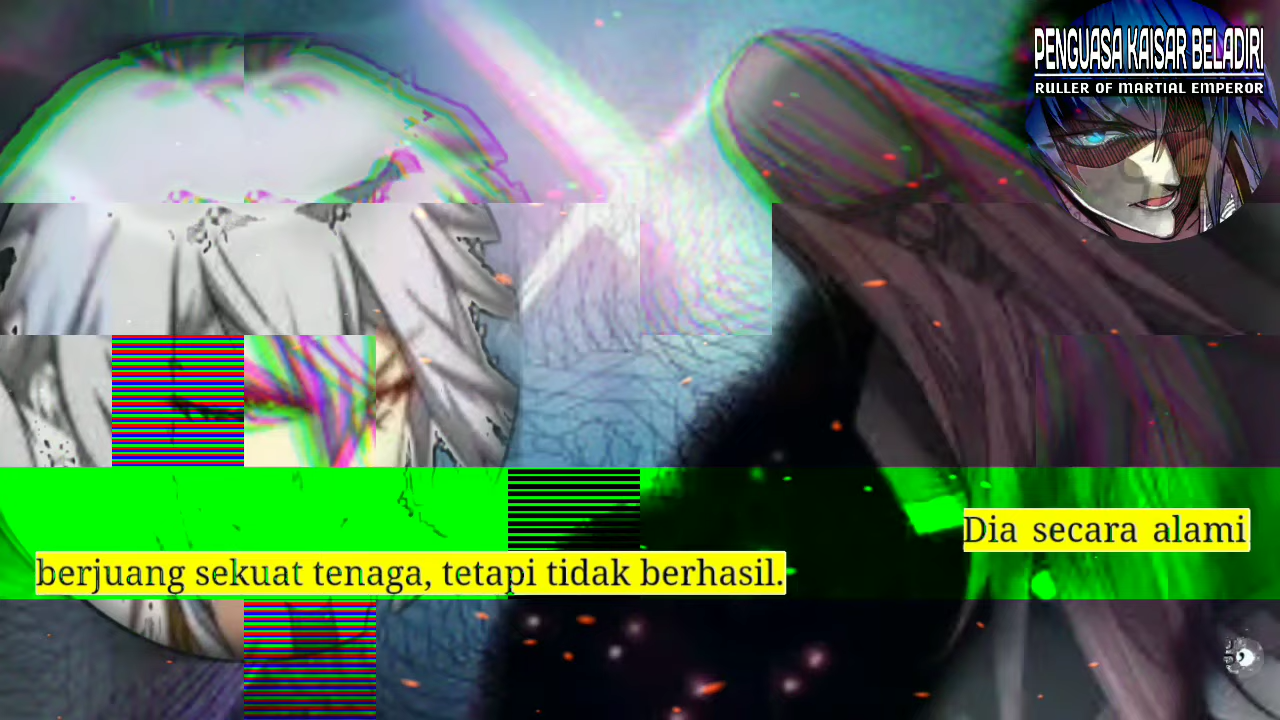 PENGUASA KAISAR BELADIRI
RULLER OF MARTIAL EMPEROR
Dia secara alami
berjuang sekuat tenaga, tetapi tidak berhasil.